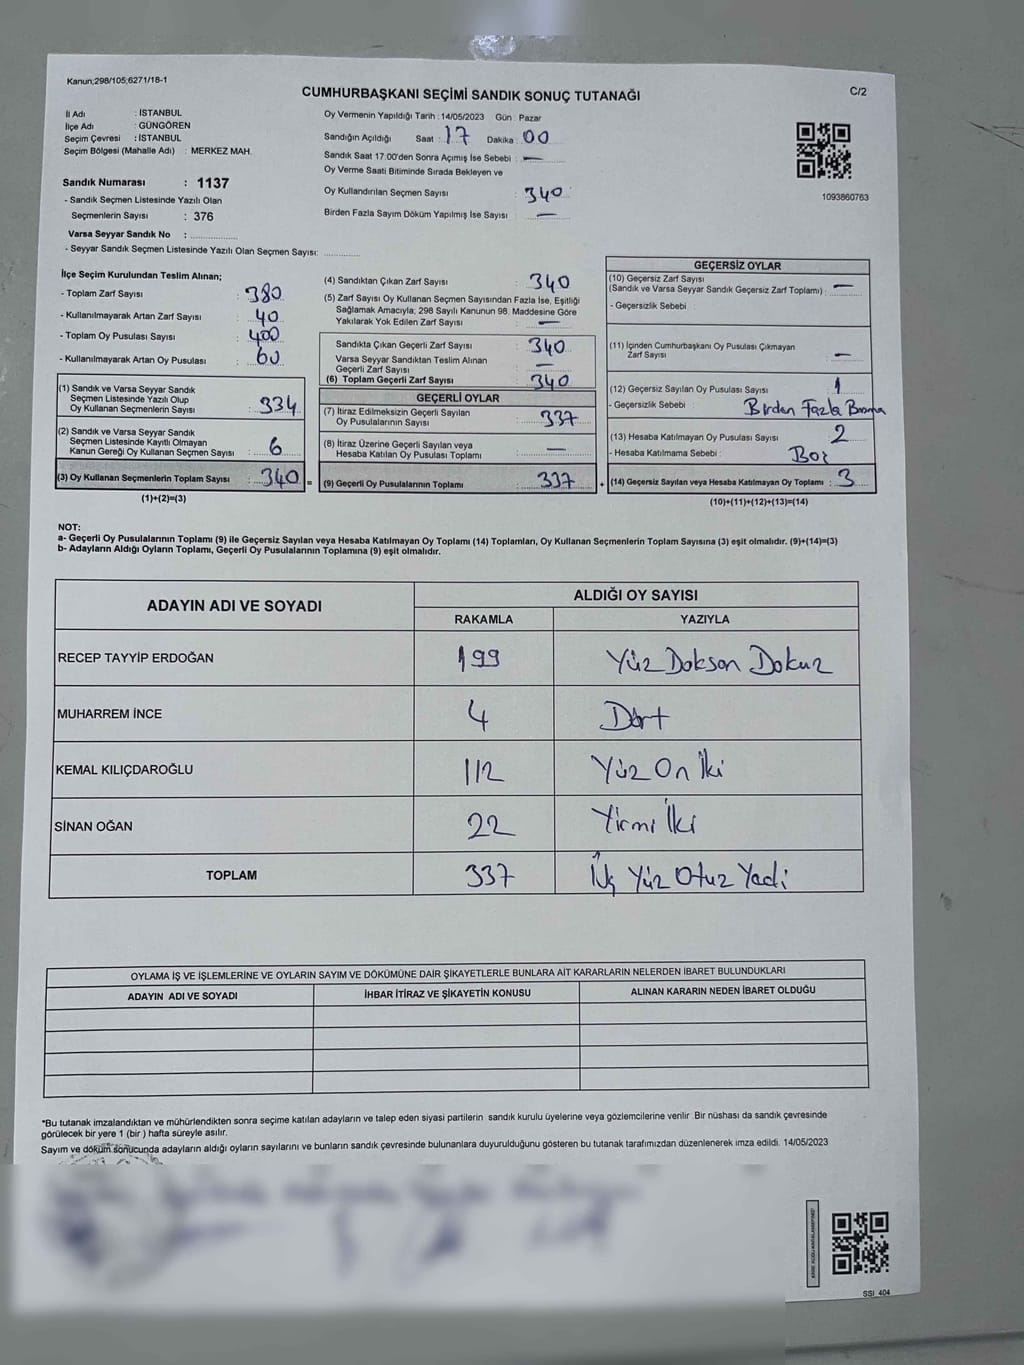 Kanun;298/105;6271/18-1
CUMHURBAŞKANI SEÇİMİ SANDIK SONUÇ TUTANAĞI
C/2
İl Adı : İSTANBUL
İlçe Adı : GÜNGÖREN
Seçim Çevresi : İSTANBUL
Seçim Bölgesi (Mahalle Adı) : MERKEZ MAH.
Sandık Numarası : 1137
- Sandık Seçmen Listesinde Yazılı Olan
Seçmenlerin Sayısı : 376
Varsa Seyyar Sandık No : ..............
- Seyyar Sandık Seçmen Listesinde Yazılı Olan Seçmen Sayısı: ..............
Oy Vermenin Yapıldığı Tarih : 14/05/2023 Gün : Pazar
Sandığın Açıldığı Saat : 17 Dakika : 00
Sandık Saat 17:00'den Sonra Açımış İse Sebebi : —
Oy Verme Saati Bitiminde Sırada Bekleyen ve
Oy Kullandırılan Seçmen Sayısı : 340
Birden Fazla Sayım Döküm Yapılmış İse Sayısı : —
1093860763
İlçe Seçim Kurulundan Teslim Alınan;
- Toplam Zarf Sayısı : 380
- Kullanılmayarak Artan Zarf Sayısı : 40
- Toplam Oy Pusulası Sayısı : 400
- Kullanılmayarak Artan Oy Pusulası : 60
(1) Sandık ve Varsa Seyyar Sandık
Seçmen Listesinde Yazılı Olup
Oy Kullanan Seçmenlerin Sayısı : 334
(2) Sandık ve Varsa Seyyar Sandık
Seçmen Listesinde Kayıtlı Olmayan
Kanun Gereği Oy Kullanan Seçmen Sayısı : 6
(3) Oy Kullanan Seçmenlerin Toplam Sayısı : 340 =
(1)+(2)=(3)
(4) Sandıktan Çıkan Zarf Sayısı : 340
(5) Zarf Sayısı Oy Kullanan Seçmen Sayısından Fazla İse, Eşitliği
Sağlamak Amacıyla; 298 Sayılı Kanunun 98. Maddesine Göre
Yakılarak Yok Edilen Zarf Sayısı : —
Sandıkta Çıkan Geçerli Zarf Sayısı : 340
Varsa Seyyar Sandıktan Teslim Alınan
Geçerli Zarf Sayısı : —
(6) Toplam Geçerli Zarf Sayısı : 340
GEÇERLİ OYLAR
(7) İtiraz Edilmeksizin Geçerli Sayılan
Oy Pusulasının Sayısı : 337
(8) İtiraz Üzerine Geçerli Sayılan veya
Hesaba Katılan Oy Pusulası Toplamı : —
(9) Geçerli Oy Pusulalarının Toplamı : 337 +
GEÇERSİZ OYLAR
(10) Geçersiz Zarf Sayısı
(Sandık ve Varsa Seyyar Sandık Geçersiz Zarf Toplamı) : —
- Geçersizlik Sebebi :
(11) İçinden Cumhurbaşkanı Oy Pusulası Çıkmayan
Zarf Sayısı : —
(12) Geçersiz Sayılan Oy Pusulası Sayısı : 1
- Geçersizlik Sebebi : Birden Fazla Basma
(13) Hesaba Katılmayan Oy Pusulası Sayısı : 2
- Hesaba Katılmama Sebebi : Boş
(14) Geçersiz Sayılan veya Hesaba Katılmayan Oy Toplamı : 3
(10)+(11)+(12)+(13)=(14)
NOT:
a- Geçerli Oy Pusulalarının Toplamı (9) ile Geçersiz Sayılan veya Hesaba Katılmayan Oy Toplamı (14) Toplamları, Oy Kullanan Seçmenlerin Toplam Sayısına (3) eşit olmalıdır. (9)+(14)=(3)
b- Adayların Aldığı Oyların Toplamı, Geçerli Oy Pusulalarının Toplamına (9) eşit olmalıdır.
ADAYIN ADI VE SOYADI ALDIĞI OY SAYISI
RAKAMLA YAZIYLA
RECEP TAYYİP ERDOĞAN 199 Yüz Dokson Dokuz
MUHARREM İNCE 4 Dört
KEMAL KILIÇDAROĞLU 112 Yüz On İki
SİNAN OĞAN 22 Yirmi İki
TOPLAM 337 Üç Yüz Otuz Yedi
OYLAMA İŞ VE İŞLEMLERİNE VE OYLARIN SAYIM VE DÖKÜMÜNE DAİR ŞİKAYETLERLE BUNLARA AİT KARARLARIN NELERDEN İBARET BULUNDUKLARI
ADAYIN ADI VE SOYADI İHBAR İTİRAZ VE ŞİKAYETİN KONUSU ALINAN KARARIN NEDEN İBARET OLDUĞU
*Bu tutanak imzalandıktan ve mühürlendikten sonra seçime katılan adayların ve talep eden siyasi partilerin sandık kurulu üyelerine veya gözlemcilerine verilir. Bir nüshası da sandık çevresinde
görülecek bir yere 1 (bir ) hafta süreyle asılır.
Sayım ve döküm sonucunda adayların aldığı oyların sayılarını ve bunların sandık çevresinde bulunanlara duyurulduğunu gösteren bu tutanak tarafımızdan düzenlenerek imza edildi. 14/05/2023
SSI_404